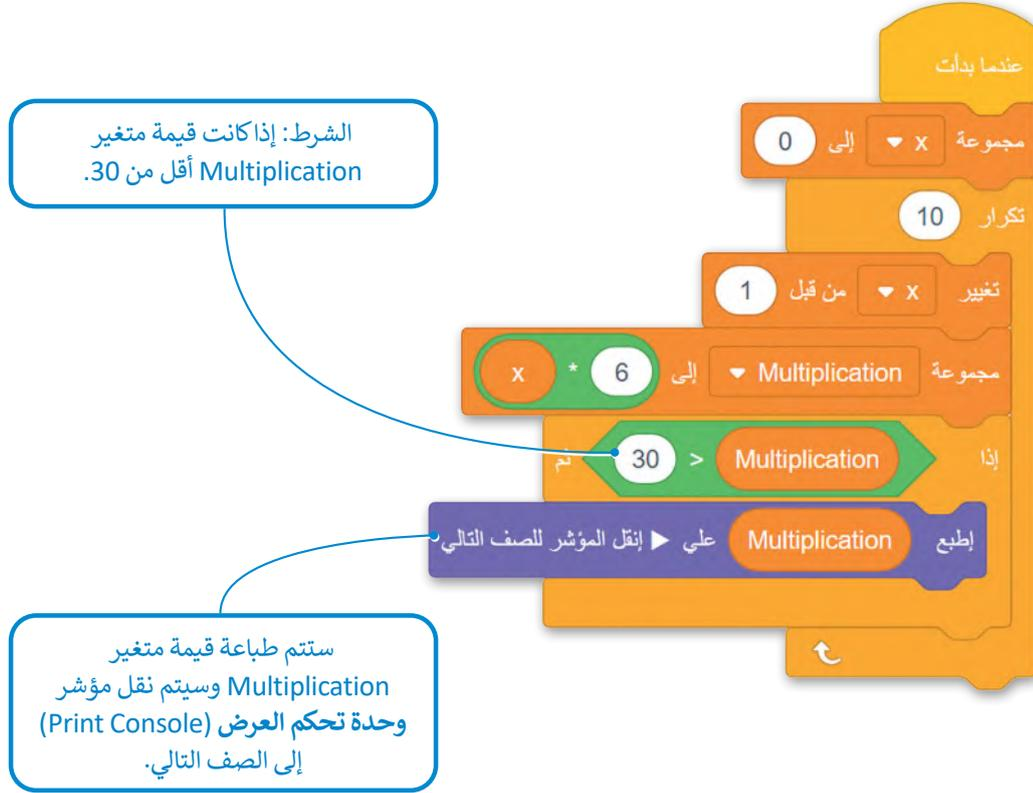 عندما بدأت
مجموعة x إلى 0
تكرار 10
تغيير x من قبل 1
مجموعة Multiplication إلى 6 * x
إذا Multiplication < 30 ثم
إطبع Multiplication علي ◀ إنقل المؤشر للصف التالي
الشرط: إذا كانت قيمة متغير
Multiplication أقل من 30.
ستتم طباعة قيمة متغير
Multiplication وسيتم نقل مؤشر
وحدة تحكم العرض (Print Console)
إلى الصف التالي.